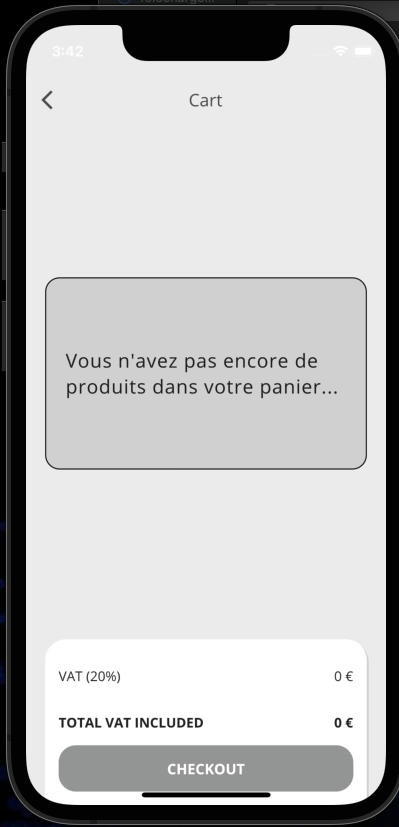 3:42
Cart
Vous n'avez pas encore de
produits dans votre panier...
VAT (20%) 0 €
TOTAL VAT INCLUDED 0 €
CHECKOUT